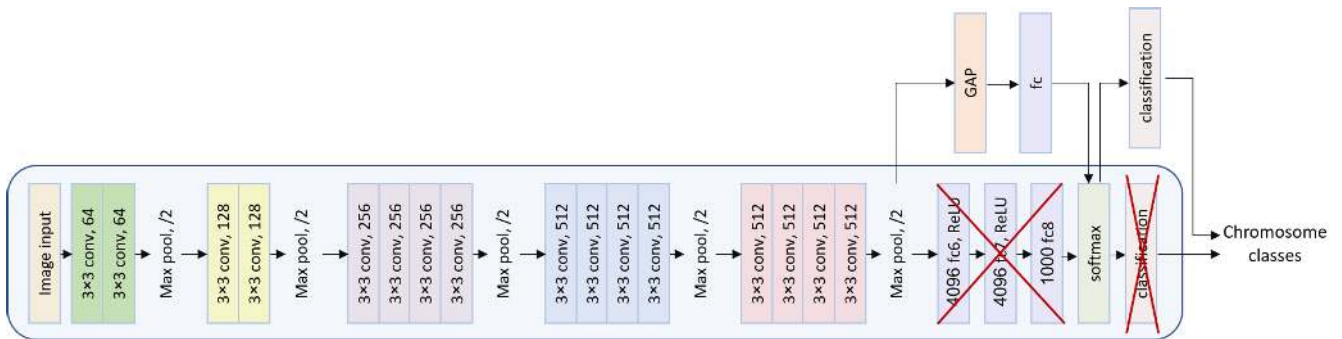 GAP
fc
classification
Image input
3×3 conv, 64
3×3 conv, 64
Max pool, /2
3×3 conv, 128
3×3 conv, 128
Max pool, /2
3×3 conv, 256
3×3 conv, 256
3×3 conv, 256
3×3 conv, 256
Max pool, /2
3×3 conv, 512
3×3 conv, 512
3×3 conv, 512
3×3 conv, 512
Max pool, /2
3×3 conv, 512
3×3 conv, 512
3×3 conv, 512
3×3 conv, 512
Max pool, /2
4096 fc6, ReLU
4096 fc7, ReLU
1000 fc8
softmax
classification
Chromosome
classes